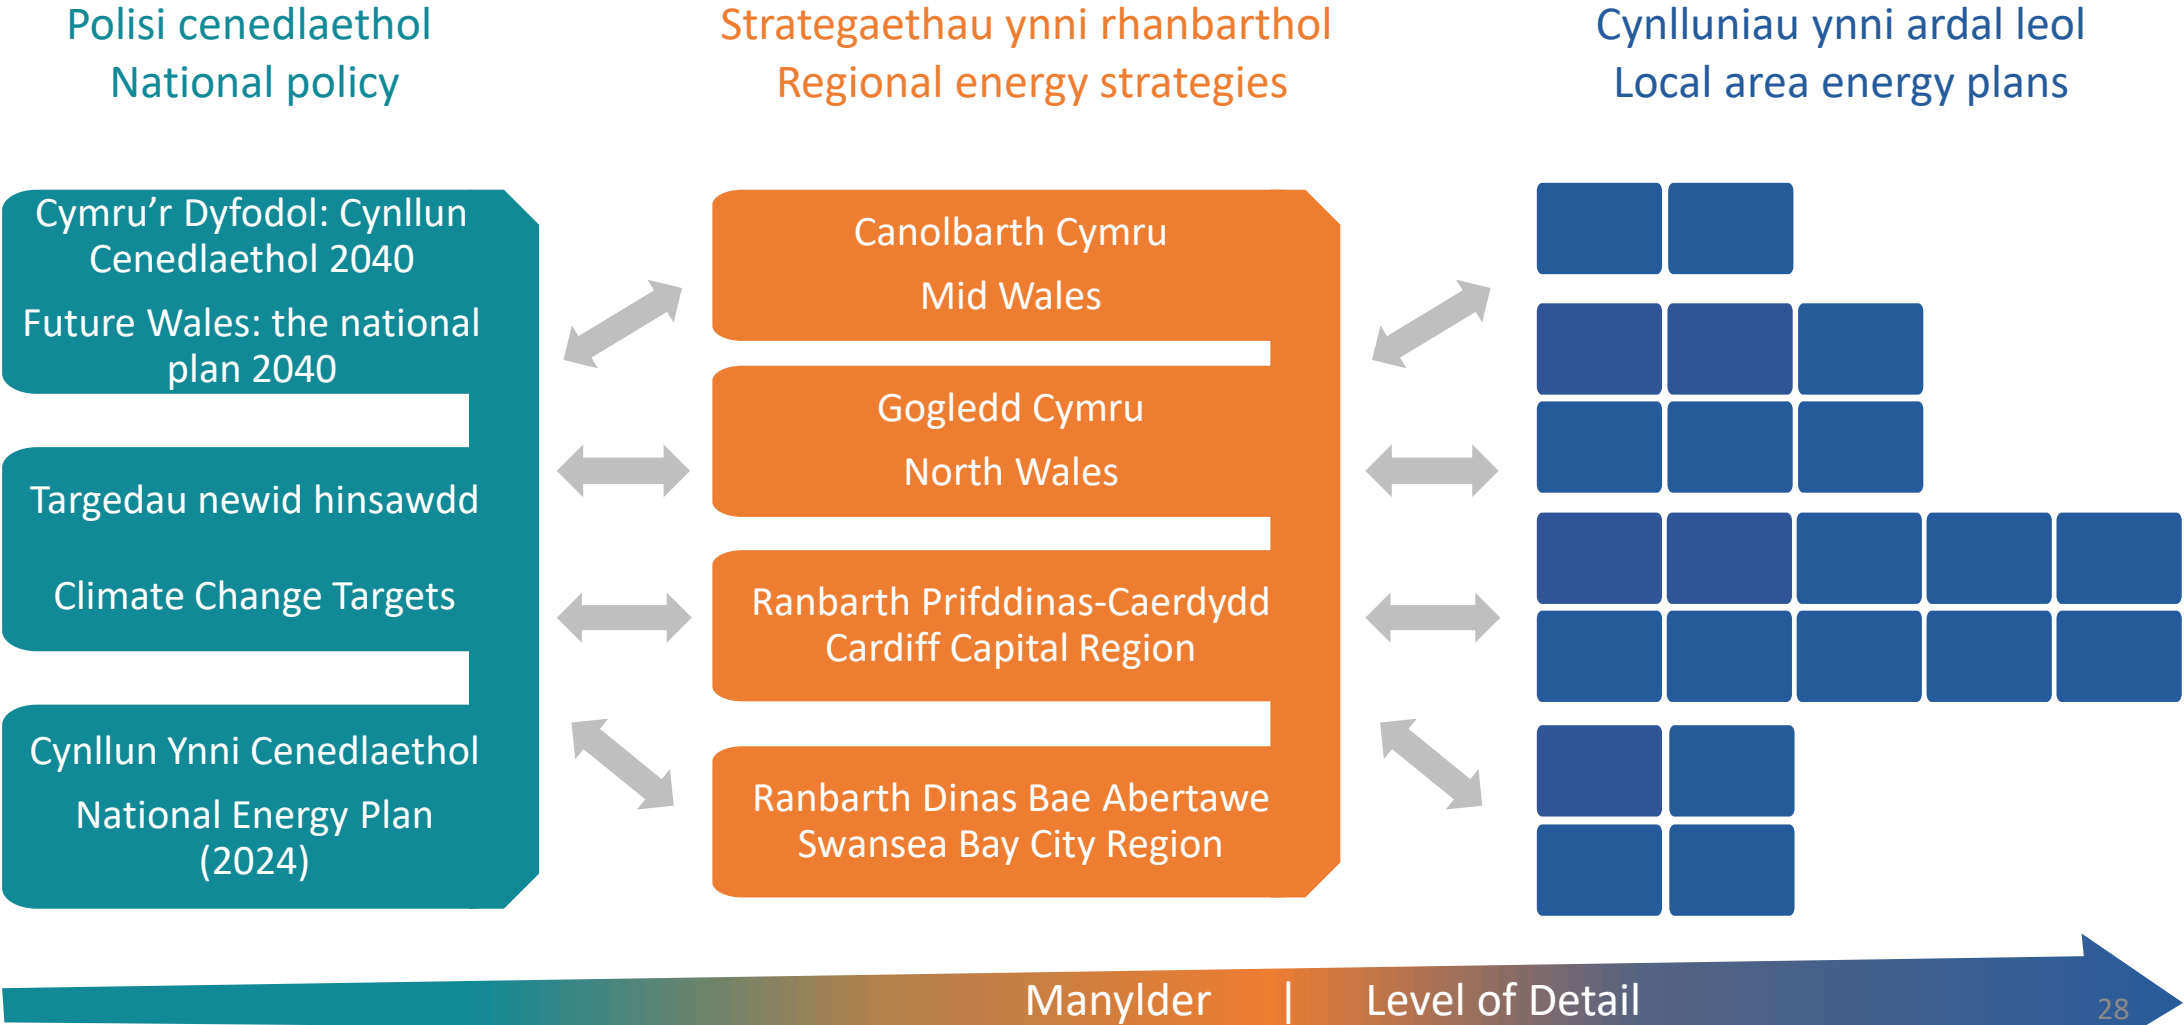 Polisi cenedlaethol
National policy
Strategaethau ynni rhanbarthol
Regional energy strategies
Cynlluniau ynni ardal leol
Local area energy plans
Cymru’r Dyfodol: Cynllun
Cenedlaethol 2040
Future Wales: the national
plan 2040
Targedau newid hinsawdd
Climate Change Targets
Cynllun Ynni Cenedlaethol
National Energy Plan
(2024)
Canolbarth Cymru
Mid Wales
Gogledd Cymru
North Wales
Ranbarth Prifddinas-Caerdydd
Cardiff Capital Region
Ranbarth Dinas Bae Abertawe
Swansea Bay City Region
Manylder | Level of Detail
28